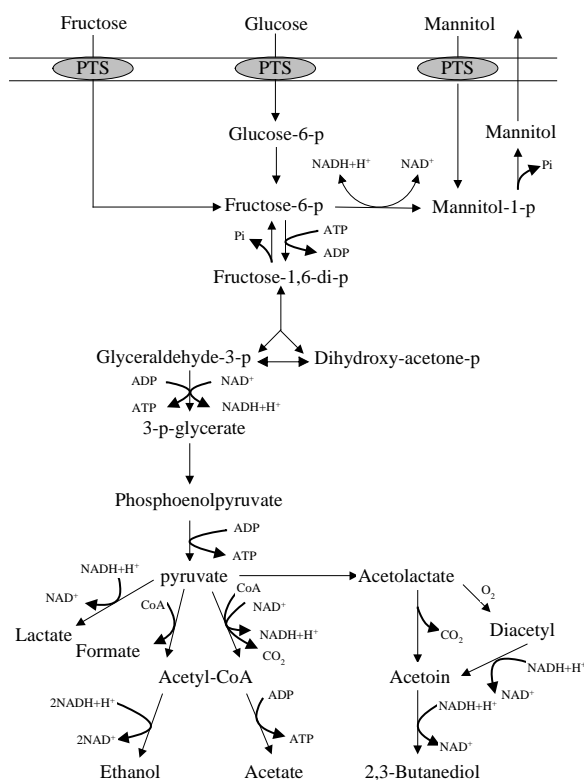 Fructose Glucose Mannitol
PTS PTS PTS
Glucose-6-p Mannitol
NADH+H⁺ NAD⁺ Pi
Fructose-6-p Mannitol-1-p
Pi ATP
ADP
Fructose-1,6-di-p
Glyceraldehyde-3-p Dihydroxy-acetone-p
ADP NAD⁺
ATP NADH+H⁺
3-p-glycerate
Phosphoenolpyruvate
ADP
ATP
NADH+H⁺ pyruvate Acetolactate
CoA CoA O₂
NAD⁺ NAD⁺
Lactate NADH+H⁺ CO₂ Diacetyl
Formate CO₂
Acetyl-CoA Acetoin NADH+H⁺
2NADH+H⁺ ADP NADH+H⁺ NAD⁺
2NAD⁺ ATP NAD⁺
Ethanol Acetate 2,3-Butanediol